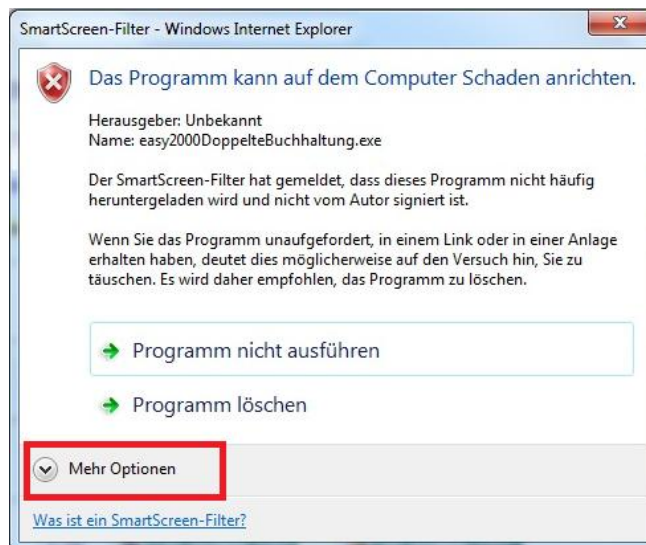 SmartScreen-Filter - Windows Internet Explorer
Das Programm kann auf dem Computer Schaden anrichten.
Herausgeber: Unbekannt
Name: easy2000DoppelteBuchhaltung.exe
Der SmartScreen-Filter hat gemeldet, dass dieses Programm nicht häufig
heruntergeladen wird und nicht vom Autor signiert ist.
Wenn Sie das Programm unaufgefordert, in einem Link oder in einer Anlage
erhalten haben, deutet dies möglicherweise auf den Versuch hin, Sie zu
täuschen. Es wird daher empfohlen, das Programm zu löschen.
Programm nicht ausführen
Programm löschen
Mehr Optionen
Was ist ein SmartScreen-Filter?